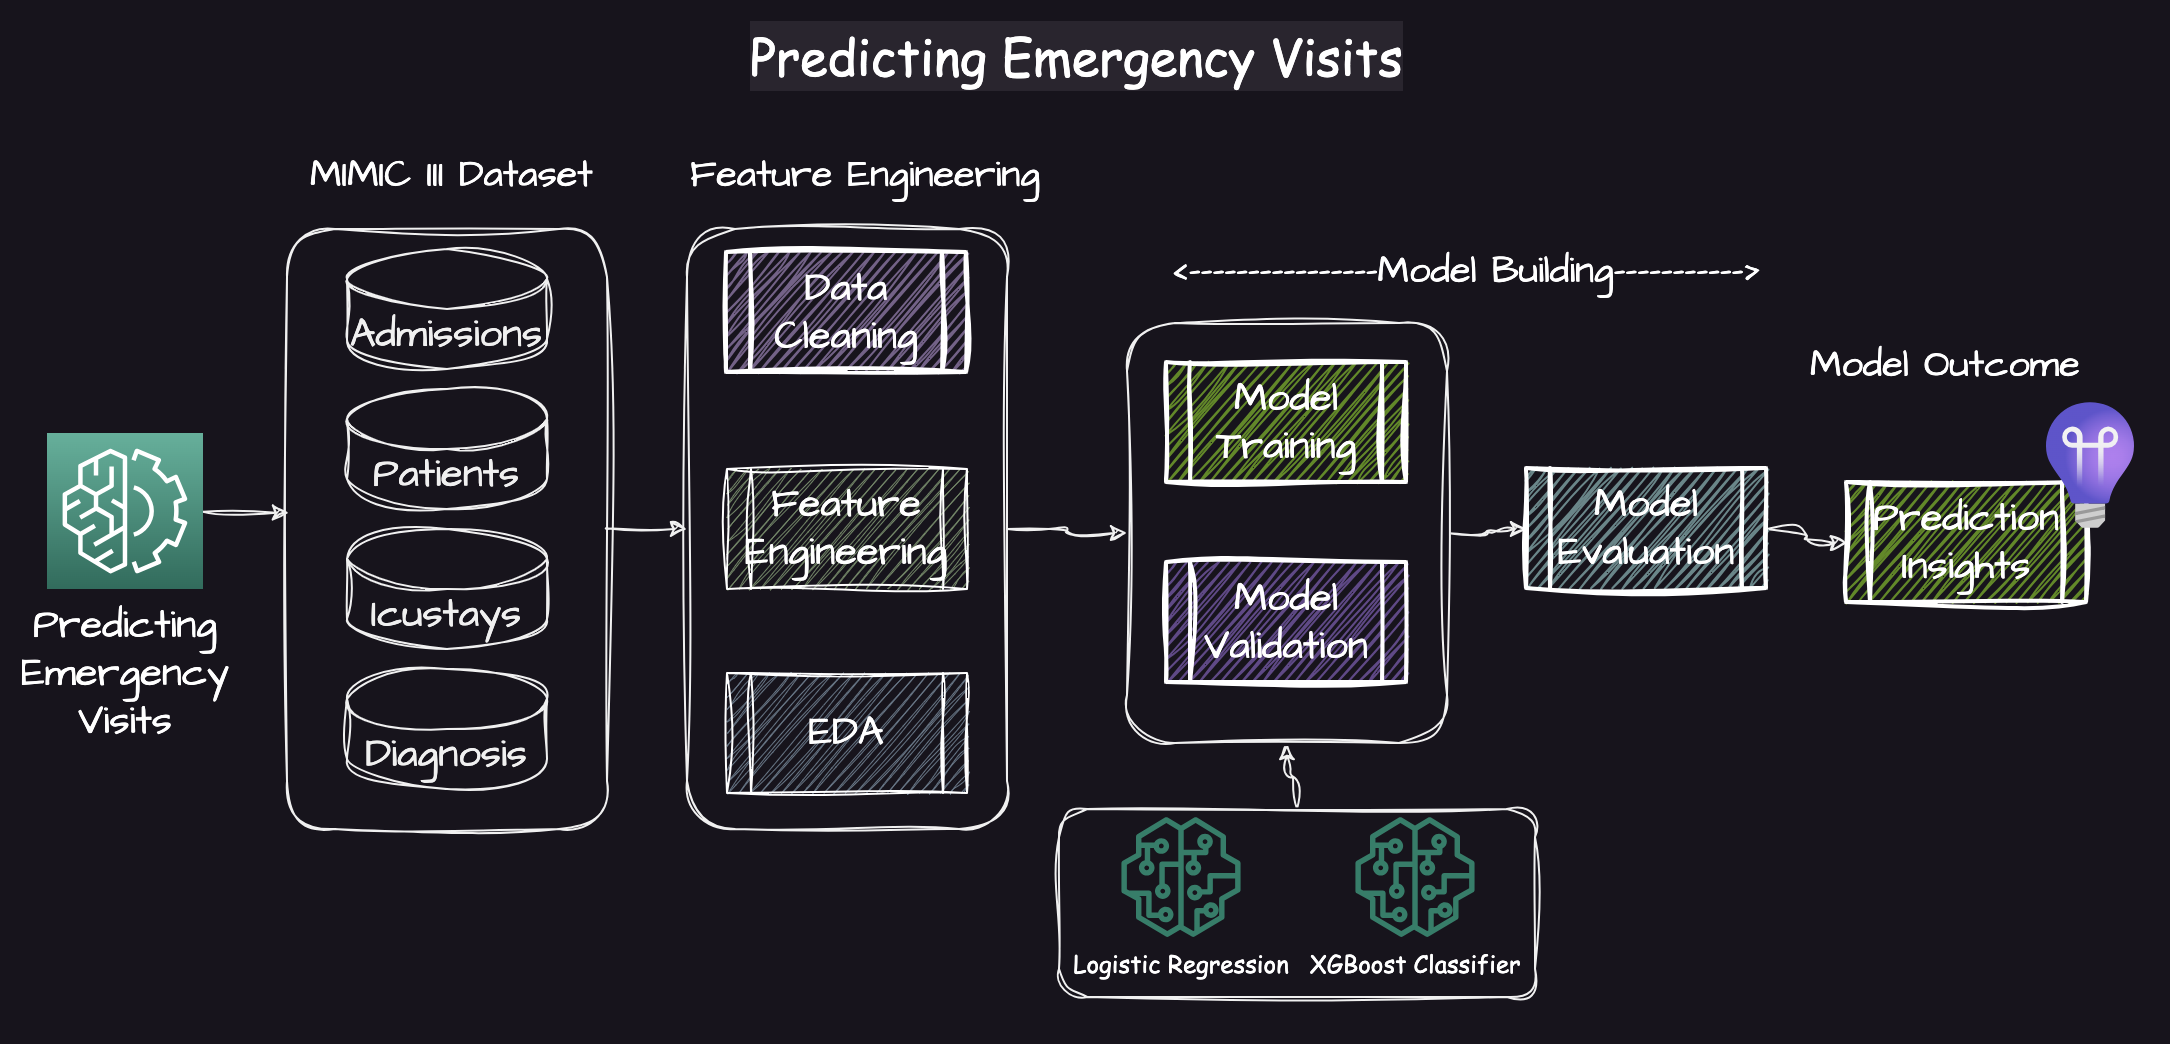 Predicting Emergency Visits
MIMIC III Dataset
Feature Engineering
Admissions
Patients
Icustays
Diagnosis
Predicting
Emergency
Visits
Data
Cleaning
Feature
Engineering
EDA
<----------------Model Building----------->
Model
Training
Model
Validation
Logistic Regression
XGBoost Classifier
Model
Evaluation
Model Outcome
Prediction
Insights